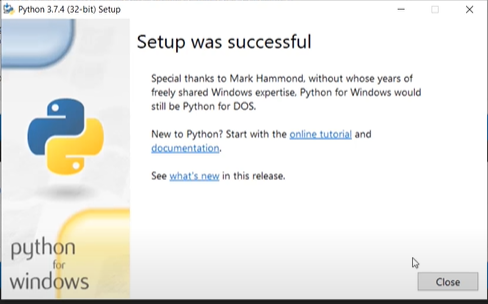 Python 3.7.4 (32-bit) Setup
Setup was successful
Special thanks to Mark Hammond, without whose years of
freely shared Windows expertise, Python for Windows would
still be Python for DOS.
New to Python? Start with the online tutorial and
documentation.
See what's new in this release.
python
for
windows
Close